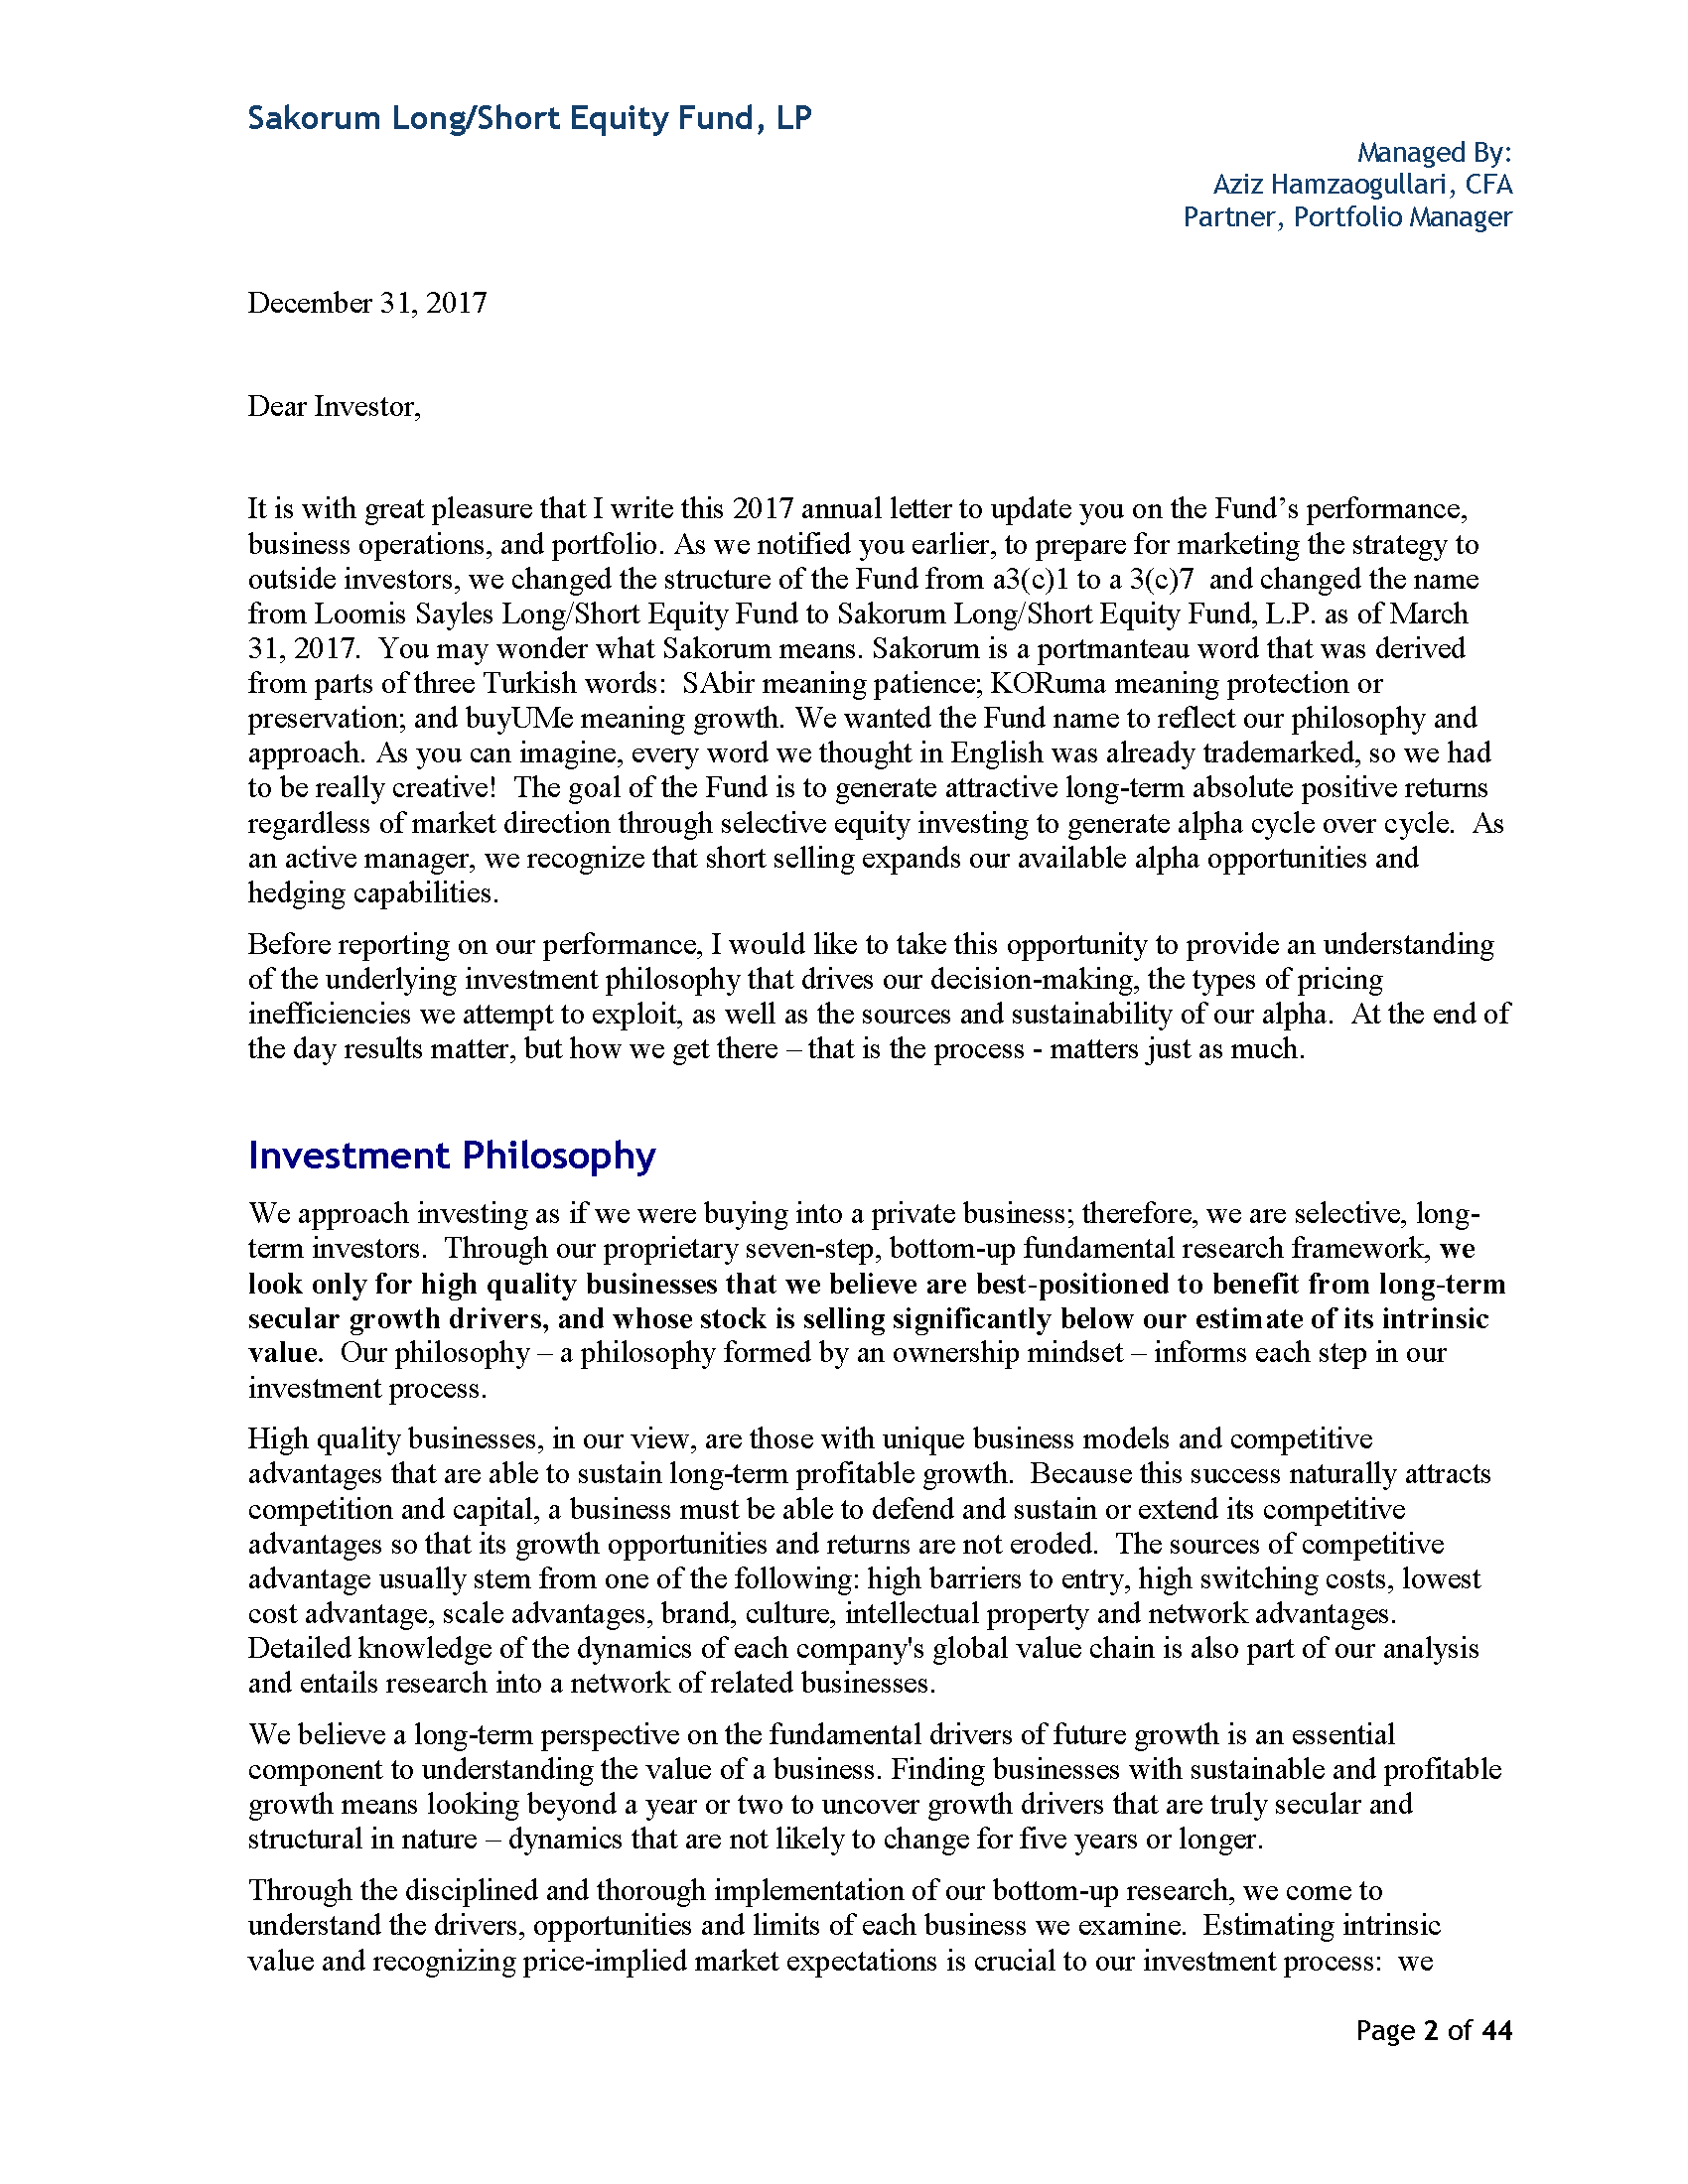 Sakorum Long/Short Equity Fund, LP
Managed By:
Aziz Hamzaogullari, CFA
Partner, Portfolio Manager
December 31, 2017
Dear Investor,
It is with great pleasure that I write this 2017 annual letter to update you on the Fund’s performance,
business operations, and portfolio. As we notified you earlier, to prepare for marketing the strategy to
outside investors, we changed the structure of the Fund from a3(c)1 to a 3(c)7  and changed the name
from Loomis Sayles Long/Short Equity Fund to Sakorum Long/Short Equity Fund, L.P. as of March
31, 2017.  You may wonder what Sakorum means. Sakorum is a portmanteau word that was derived
from parts of three Turkish words:  SAbir meaning patience; KORuma meaning protection or
preservation; and buyUMe meaning growth. We wanted the Fund name to reflect our philosophy and
approach. As you can imagine, every word we thought in English was already trademarked, so we had
to be really creative!  The goal of the Fund is to generate attractive long-term absolute positive returns
regardless of market direction through selective equity investing to generate alpha cycle over cycle.  As
an active manager, we recognize that short selling expands our available alpha opportunities and
hedging capabilities.
Before reporting on our performance, I would like to take this opportunity to provide an understanding
of the underlying investment philosophy that drives our decision-making, the types of pricing
inefficiencies we attempt to exploit, as well as the sources and sustainability of our alpha.  At the end of
the day results matter, but how we get there – that is the process - matters just as much.
Investment Philosophy
We approach investing as if we were buying into a private business; therefore, we are selective, long-
term investors.  Through our proprietary seven-step, bottom-up fundamental research framework, we
look only for high quality businesses that we believe are best-positioned to benefit from long-term
secular growth drivers, and whose stock is selling significantly below our estimate of its intrinsic
value.  Our philosophy – a philosophy formed by an ownership mindset – informs each step in our
investment process.
High quality businesses, in our view, are those with unique business models and competitive
advantages that are able to sustain long-term profitable growth.  Because this success naturally attracts
competition and capital, a business must be able to defend and sustain or extend its competitive
advantages so that its growth opportunities and returns are not eroded.  The sources of competitive
advantage usually stem from one of the following: high barriers to entry, high switching costs, lowest
cost advantage, scale advantages, brand, culture, intellectual property and network advantages.
Detailed knowledge of the dynamics of each company's global value chain is also part of our analysis
and entails research into a network of related businesses.
We believe a long-term perspective on the fundamental drivers of future growth is an essential
component to understanding the value of a business. Finding businesses with sustainable and profitable
growth means looking beyond a year or two to uncover growth drivers that are truly secular and
structural in nature – dynamics that are not likely to change for five years or longer.
Through the disciplined and thorough implementation of our bottom-up research, we come to
understand the drivers, opportunities and limits of each business we examine.  Estimating intrinsic
value and recognizing price-implied market expectations is crucial to our investment process:  we
Page 2 of 44